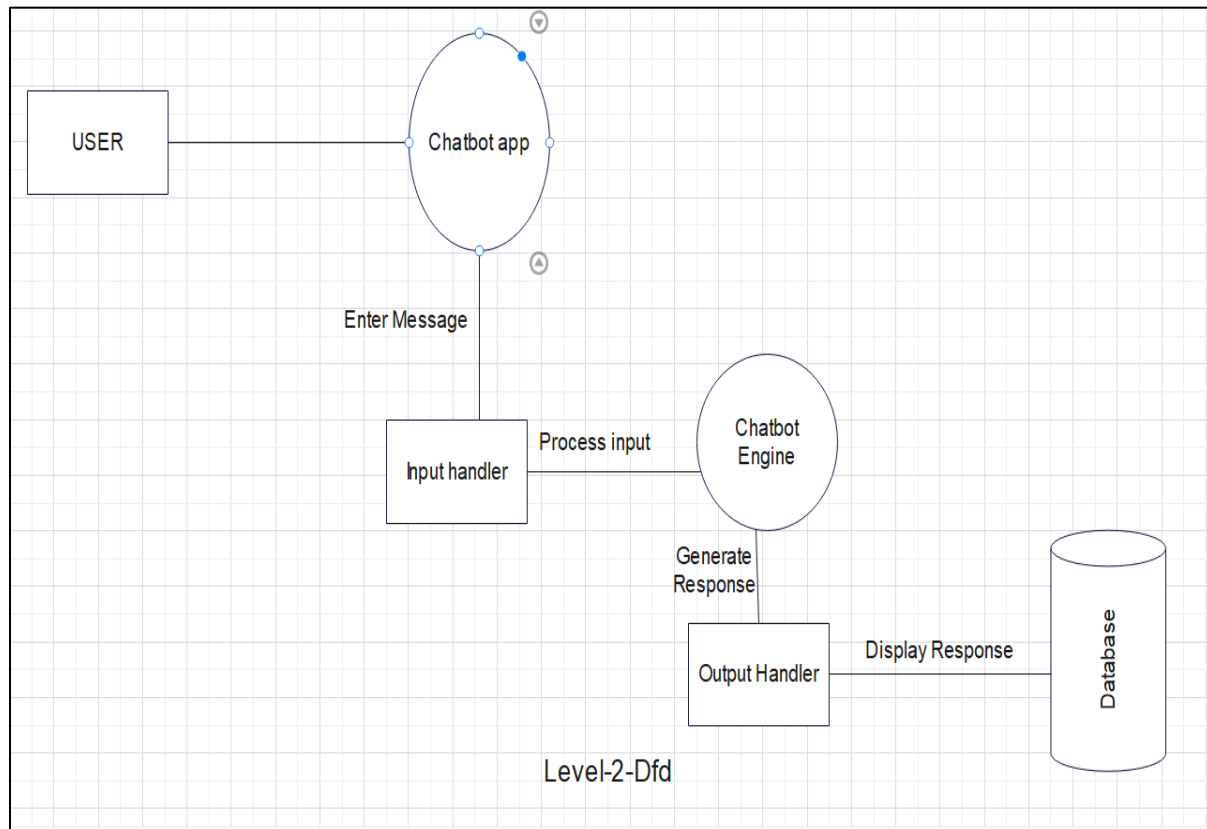 USER
Chatbot app
Enter Message
Input handler
Process input
Chatbot
Engine
Generate
Response
Output Handler
Display Response
Database
Level-2-Dfd